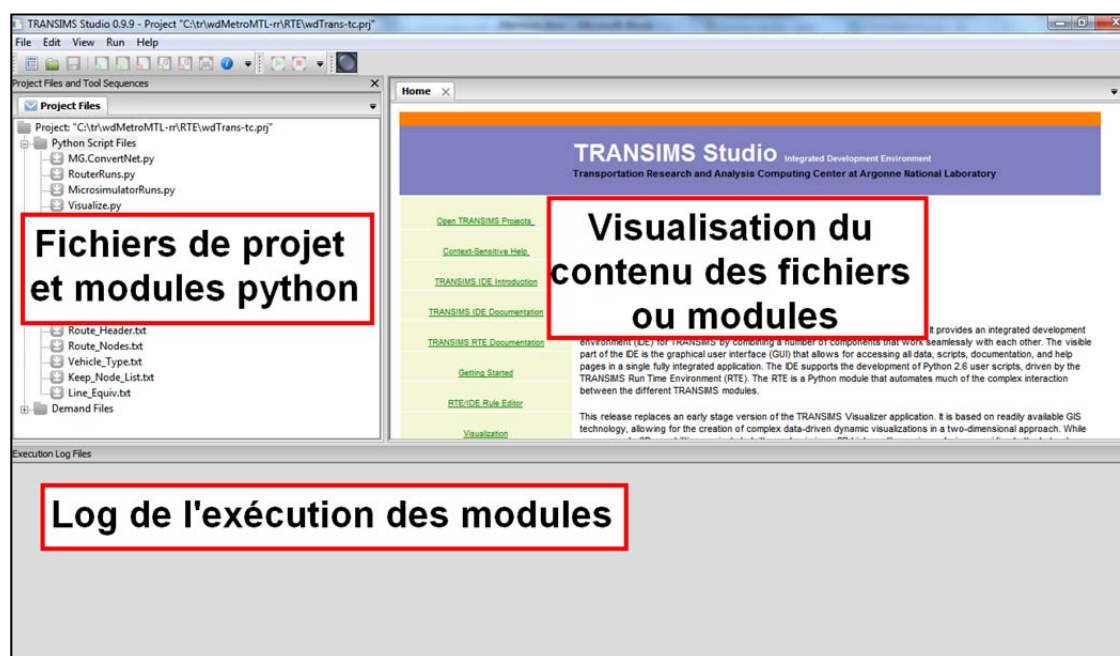 TRANSIMS Studio 0.9.9 - Project "C:\tr\wdMetroMTL-rr\RTE\wdTrans-tc.prj"
File Edit View Run Help
Project Files and Tool Sequences
Project Files
Project: "C:\tr\wdMetroMTL-rr\RTE\wdTrans-tc.prj"
Python Script Files
MG.ConvertNet.py
RouterRuns.py
MicrosimulatorRuns.py
Visualize.py
Fichiers de projet
et modules python
Route_Header.txt
Route_Nodes.txt
Vehicle_Type.txt
Keep_Node_List.txt
Line_Equiv.txt
Demand Files
Home
TRANSIMS Studio Integrated Development Environment
Transportation Research and Analysis Computing Center at Argonne National Laboratory
Open TRANSIMS Projects
Context-Sensitive Help
TRANSIMS IDE Introduction
TRANSIMS IDE Documentation
TRANSIMS RTE Documentation
Getting Started
RTE/IDE Rule Editor
Visualization
Visualisation du
contenu des fichiers
ou modules
It provides an integrated development
environment (IDE) for TRANSIMS by combining a number of components that work seamlessly with each other. The visible
part of the IDE is the graphical user interface (GUI) that allows for accessing all data, scripts, documentation, and help
pages in a single fully integrated application. The IDE supports the development of Python 2.6 user scripts, driven by the
TRANSIMS Run Time Environment (RTE). The RTE is a Python module that automates much of the complex interaction
between the different TRANSIMS modules.
This release replaces an early stage version of the TRANSIMS Visualizer application. It is based on readily available GIS
technology, allowing for the creation of complex data-driven dynamic visualizations in a two-dimensional approach. While
Execution Log Files
Log de l'exécution des modules